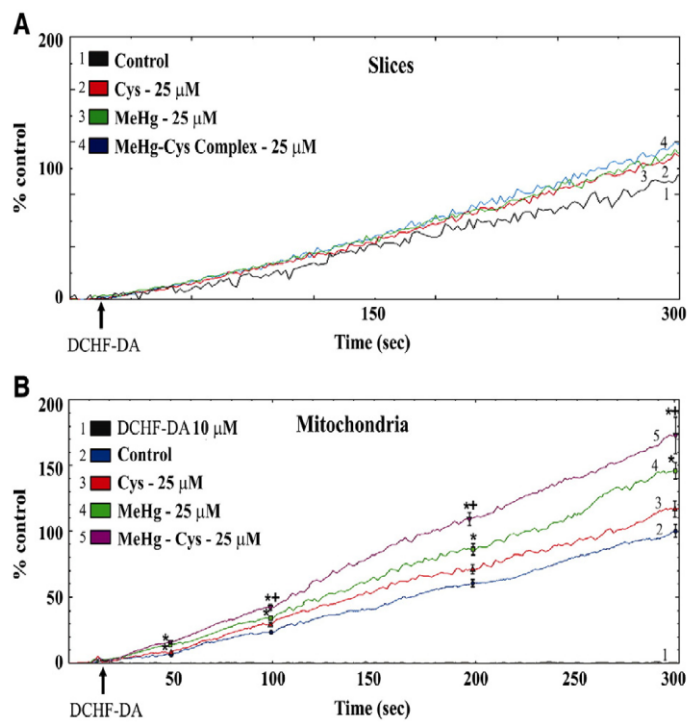 A
200
100
0
% control
Slices
1 Control
2 Cys - 25 µM
3 MeHg - 25 µM
4 MeHg-Cys Complex - 25 µM
4
3 2
1
150
300
Time (sec)
DCHF-DA
B
200
150
100
50
0
% control
Mitochondria
1 DCHF-DA 10 µM
2 Control
3 Cys - 25 µM
4 MeHg - 25 µM
5 MeHg - Cys - 25 µM
*
*
*+
*
*+
*
*+
*
5
4
3
2
1
50
100
200
300
Time (sec)
DCHF-DA